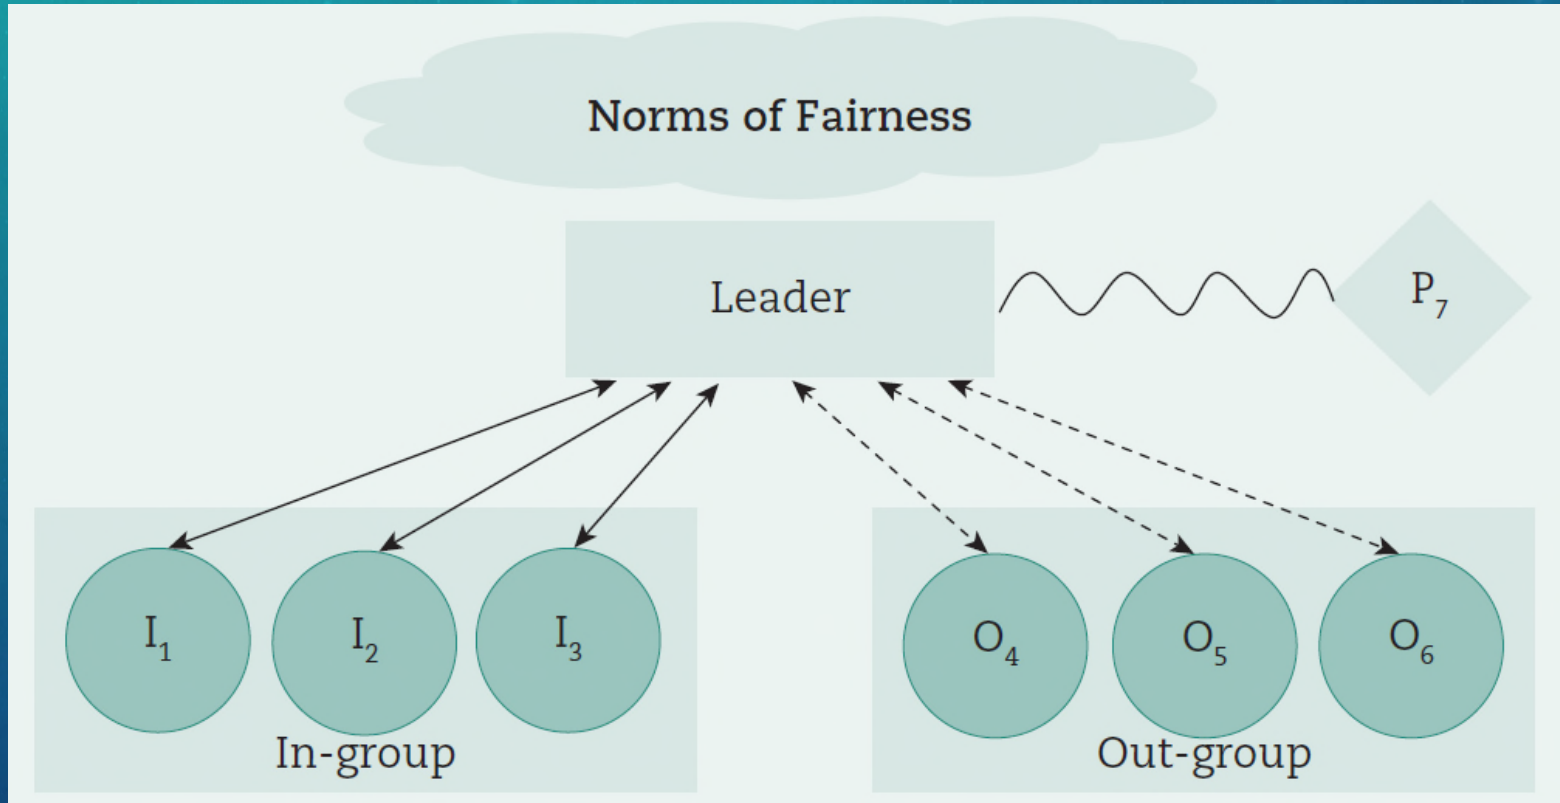 Norms of Fairness
Leader
P₇
I₁
I₂
I₃
O₄
O₅
O₆
In-group
Out-group